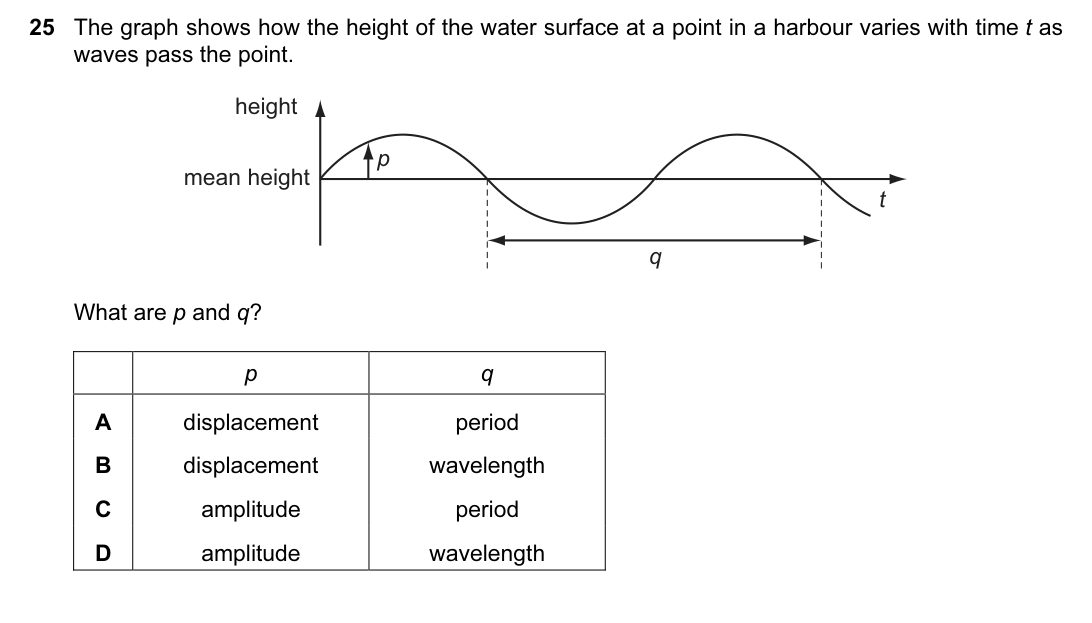 25 The graph shows how the height of the water surface at a point in a harbour varies with time t as
waves pass the point.
height
p
mean height
t
q
What are p and q?
p q
A displacement period
B displacement wavelength
C amplitude period
D amplitude wavelength